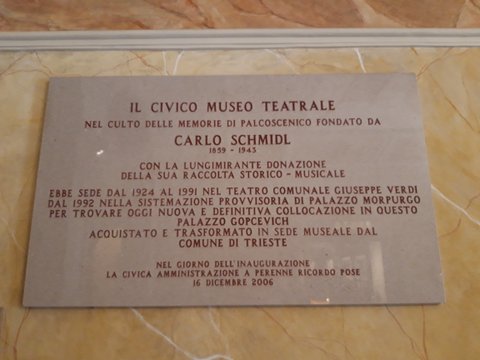 IL CIVICO MUSEO TEATRALE
NEL CULTO DELLE MEMORIE DI PALCOSCENICO FONDATO DA
CARLO SCHMIDL
1859 - 1943
CON LA LUNGIMIRANTE DONAZIONE
DELLA SUA RACCOLTA STORICO - MUSICALE
EBBE SEDE DAL 1924 AL 1991 NEL TEATRO COMUNALE GIUSEPPE VERDI
DAL 1992 NELLA SISTEMAZIONE PROVVISORIA DI PALAZZO MORPURGO
PER TROVARE OGGI NUOVA E DEFINITIVA COLLOCAZIONE IN QUESTO
PALAZZO GOPCEVICH
ACQUISTATO E TRASFORMATO IN SEDE MUSEALE DAL
COMUNE DI TRIESTE
NEL GIORNO DELL'INAUGURAZIONE
LA CIVICA AMMINISTRAZIONE A PERENNE RICORDO POSE
16 DICEMBRE 2006